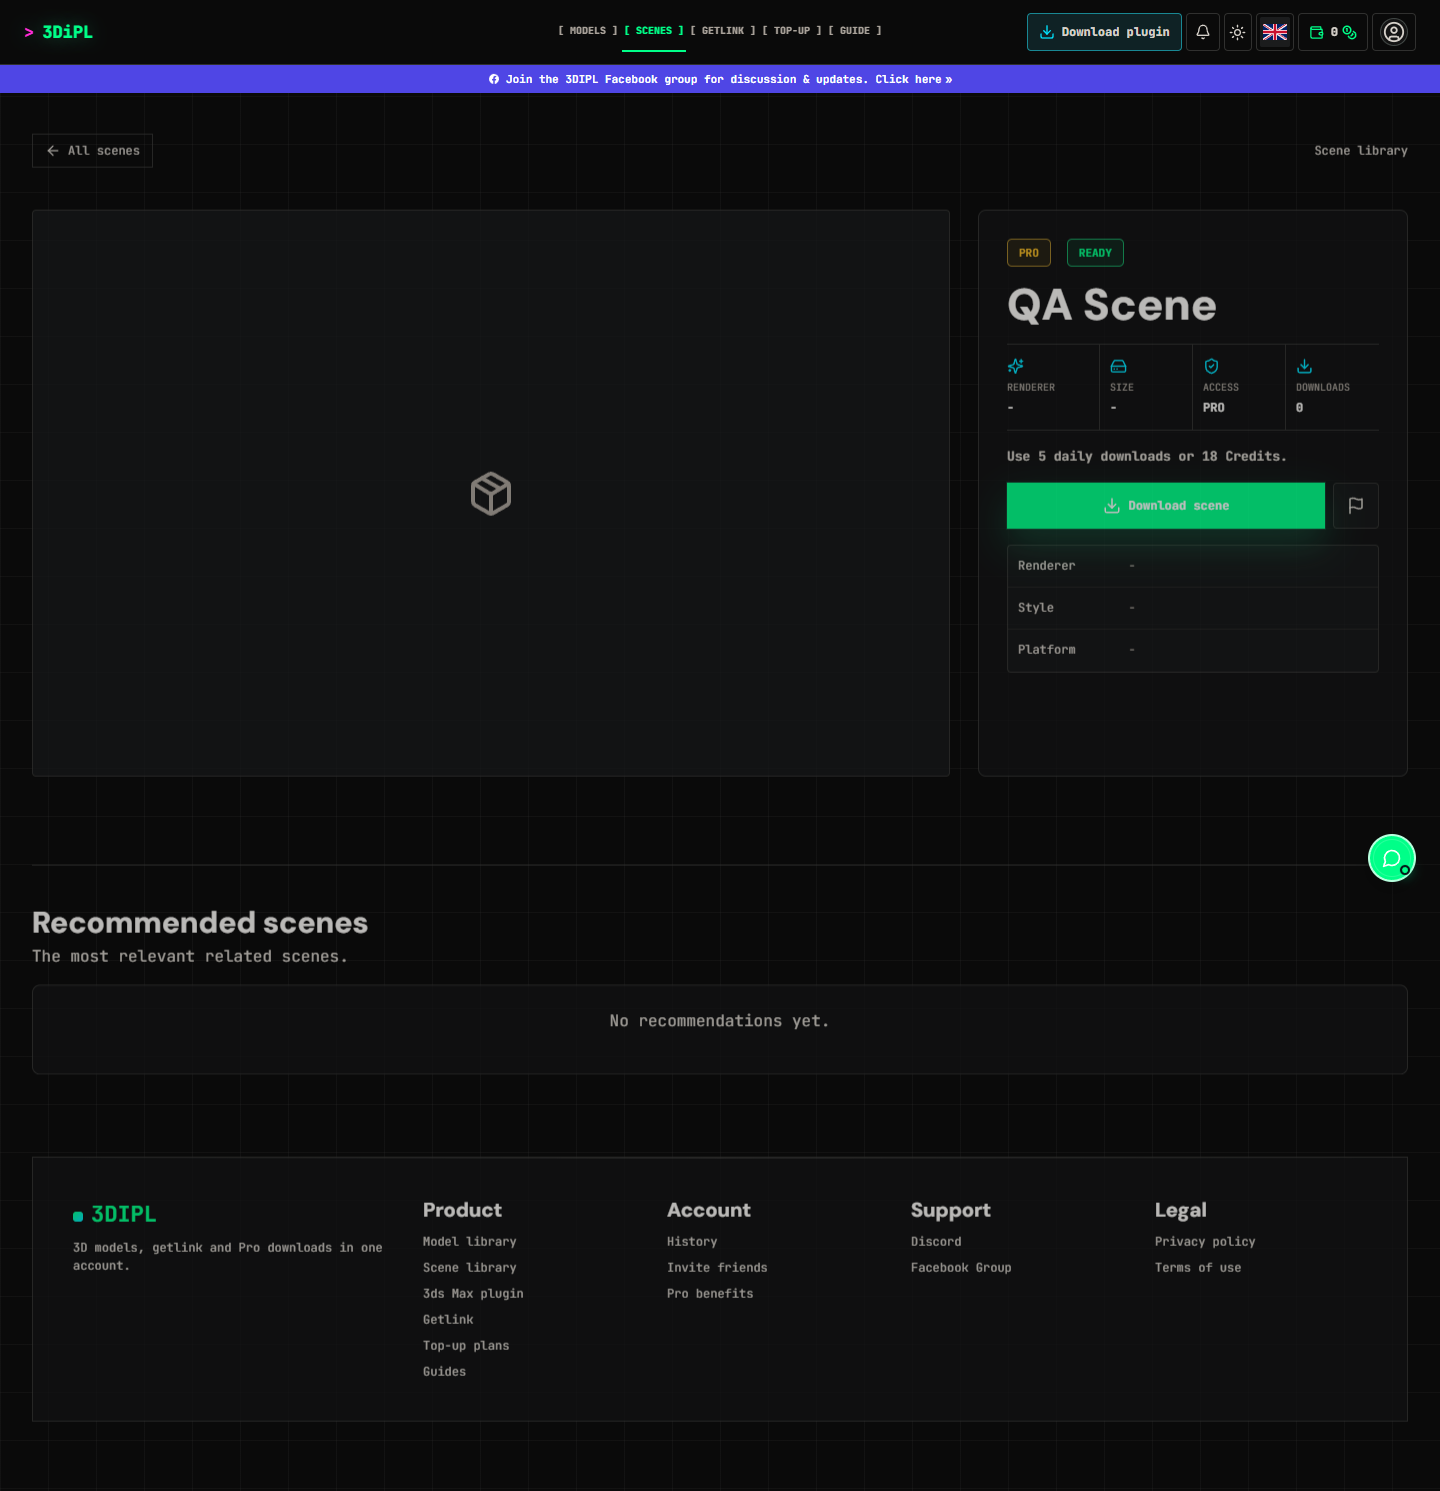 > 3DiPL
[ MODELS ] [ SCENES ] [ GETLINK ] [ TOP-UP ] [ GUIDE ]
Download plugin
0
Join the 3DIPL Facebook group for discussion & updates. Click here »
All scenes
Scene library
PRO READY
QA Scene
RENDERER SIZE ACCESS DOWNLOADS
- - PRO 0
Use 5 daily downloads or 18 Credits.
Download scene
Renderer -
Style -
Platform -
Recommended scenes
The most relevant related scenes.
No recommendations yet.
3DIPL
3D models, getlink and Pro downloads in one
account.
Product
Model library
Scene library
3ds Max plugin
Getlink
Top-up plans
Guides
Account
History
Invite friends
Pro benefits
Support
Discord
Facebook Group
Legal
Privacy policy
Terms of use